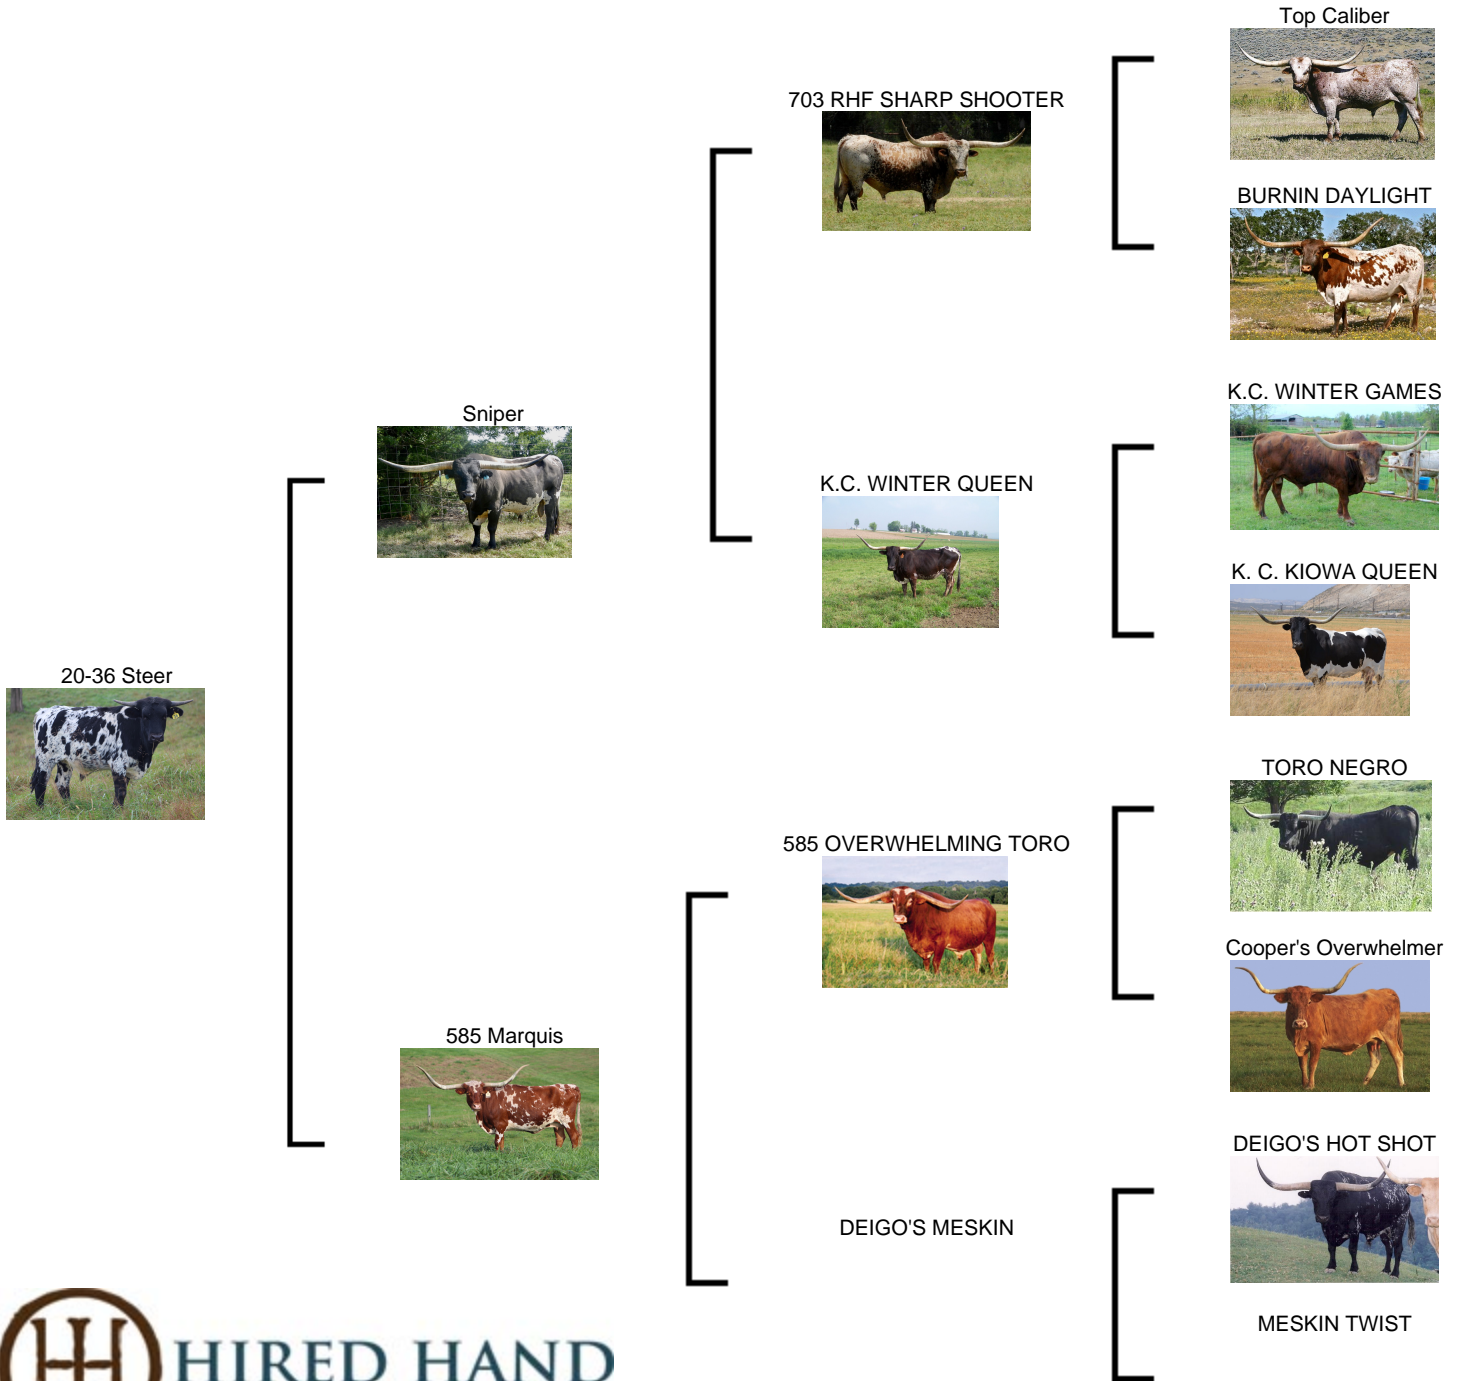 Top Caliber
703 RHF SHARP SHOOTER
BURNIN DAYLIGHT
Sniper
K.C. WINTER GAMES
K.C. WINTER QUEEN
K. C. KIOWA QUEEN
20-36 Steer
TORO NEGRO
585 OVERWHELMING TORO
Cooper's Overwhelmer
585 Marquis
DEIGO'S HOT SHOT
DEIGO'S MESKIN
MESKIN TWIST
HIRED HAND